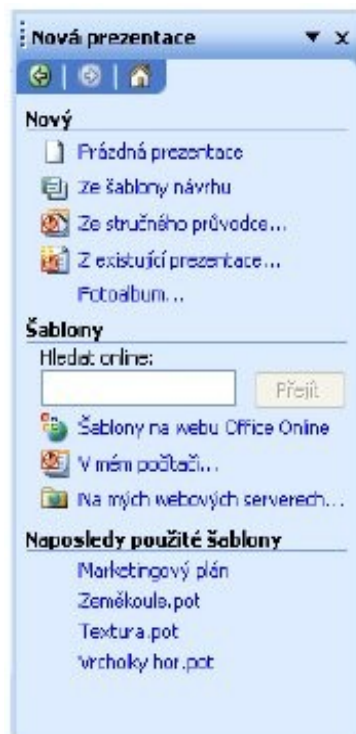 Nová prezentace
Nový
Prázdná prezentace
Ze šablony návrhu
Ze stručného průvodce...
Z existující prezentace...
Fotoalbum...
Šablony
Hledat online:
Přejít
Šablony na webu Office Online
V mém počítači...
Na mých webových serverech...
Naposledy použité šablony
Marketingový plán
Zeměkoule.pot
Textura.pot
Vrcholky hor.pot